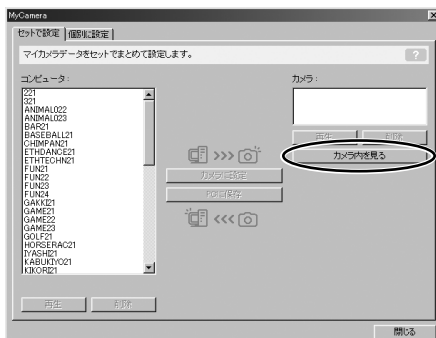 MyCamera
セットで設定
個別に設定
マイカメラデータをセットでまとめて設定します。
?
コンピュータ:
221
321
ANIMAL022
ANIMAL023
BAR21
BASEBALL21
CHIMPAN21
ETHDANCE21
ETHTECHN21
FUN21
FUN22
FUN23
FUN24
GAKKI21
GAME21
GAME22
GAME23
GOLF21
HORSERAC21
IYASHI21
KABUKIYO21
KIKORI21
再生
削除
>>>
カメラに設定
PCに保存
<<<
カメラ:
再生
削除
カメラ内を見る
閉じる